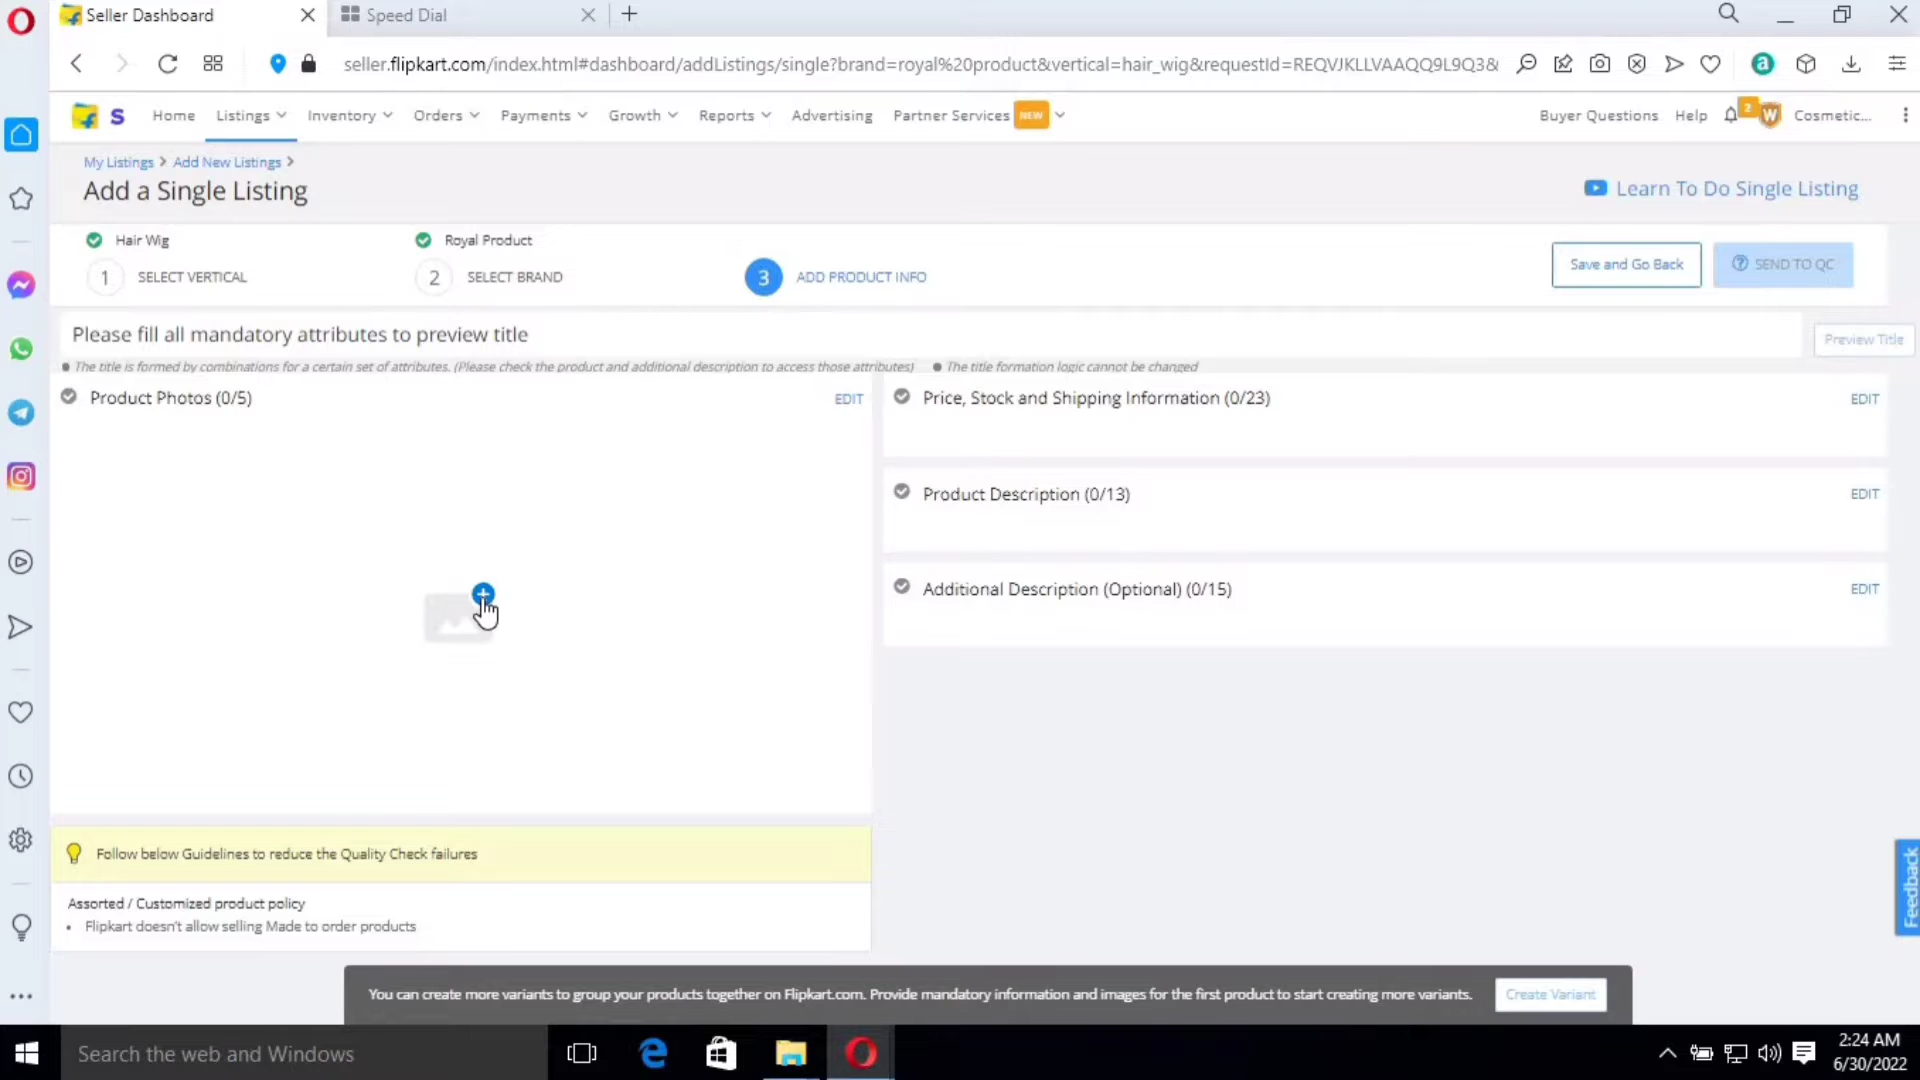 Seller Dashboard
Speed Dial
seller.flipkart.com/index.html#dashboard/addListings/single?brand=royal%20product&vertical=hair_wig&requestId=REQVJKLLVAAQQ9L9Q3&
S Home Listings Inventory Orders Payments Growth Reports Advertising Partner Services NEW Buyer Questions Help 2 W Cosmetic...
My Listings > Add New Listings >
Add a Single Listing
Learn To Do Single Listing
Hair Wig
1 SELECT VERTICAL
Royal Product
2 SELECT BRAND
3 ADD PRODUCT INFO
Save and Go Back
SEND TO QC
Please fill all mandatory attributes to preview title
Preview Title
● The title is formed by combinations for a certain set of attributes. (Please check the product and additional description to access those attributes) ● The title formation logic cannot be changed
Product Photos (0/5) EDIT
Price, Stock and Shipping Information (0/23) EDIT
Product Description (0/13) EDIT
Additional Description (Optional) (0/15) EDIT
Follow below Guidelines to reduce the Quality Check failures
Assorted / Customized product policy
• Flipkart doesn't allow selling Made to order products
Feedback
You can create more variants to group your products together on Flipkart.com. Provide mandatory information and images for the first product to start creating more variants.
Create Variant
Search the web and Windows
2:24 AM
6/30/2022